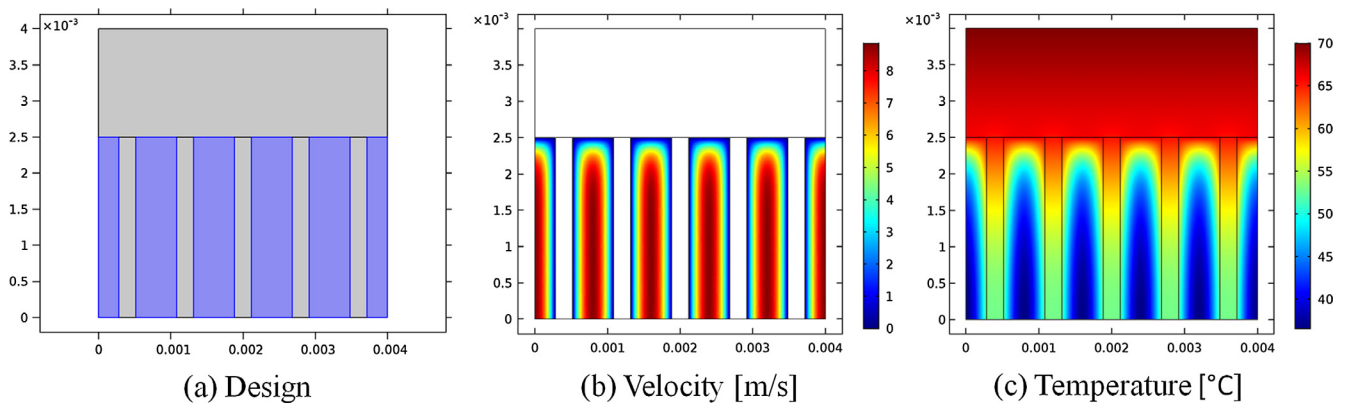 ×10⁻³ ×10⁻³ ×10⁻³
4 4 4 70
3.5 3.5 8 3.5 65
3 3 7 3
2.5 2.5 6 2.5 60
2 2 5 2 55
1.5 1.5 4 1.5 50
1 1 3 1
0.5 0.5 2 0.5 45
0 0 1 0 40
0
0 0.001 0.002 0.003 0.004 0 0.001 0.002 0.003 0.004 0 0.001 0.002 0.003 0.004
(a) Design (b) Velocity [m/s] (c) Temperature [°C]